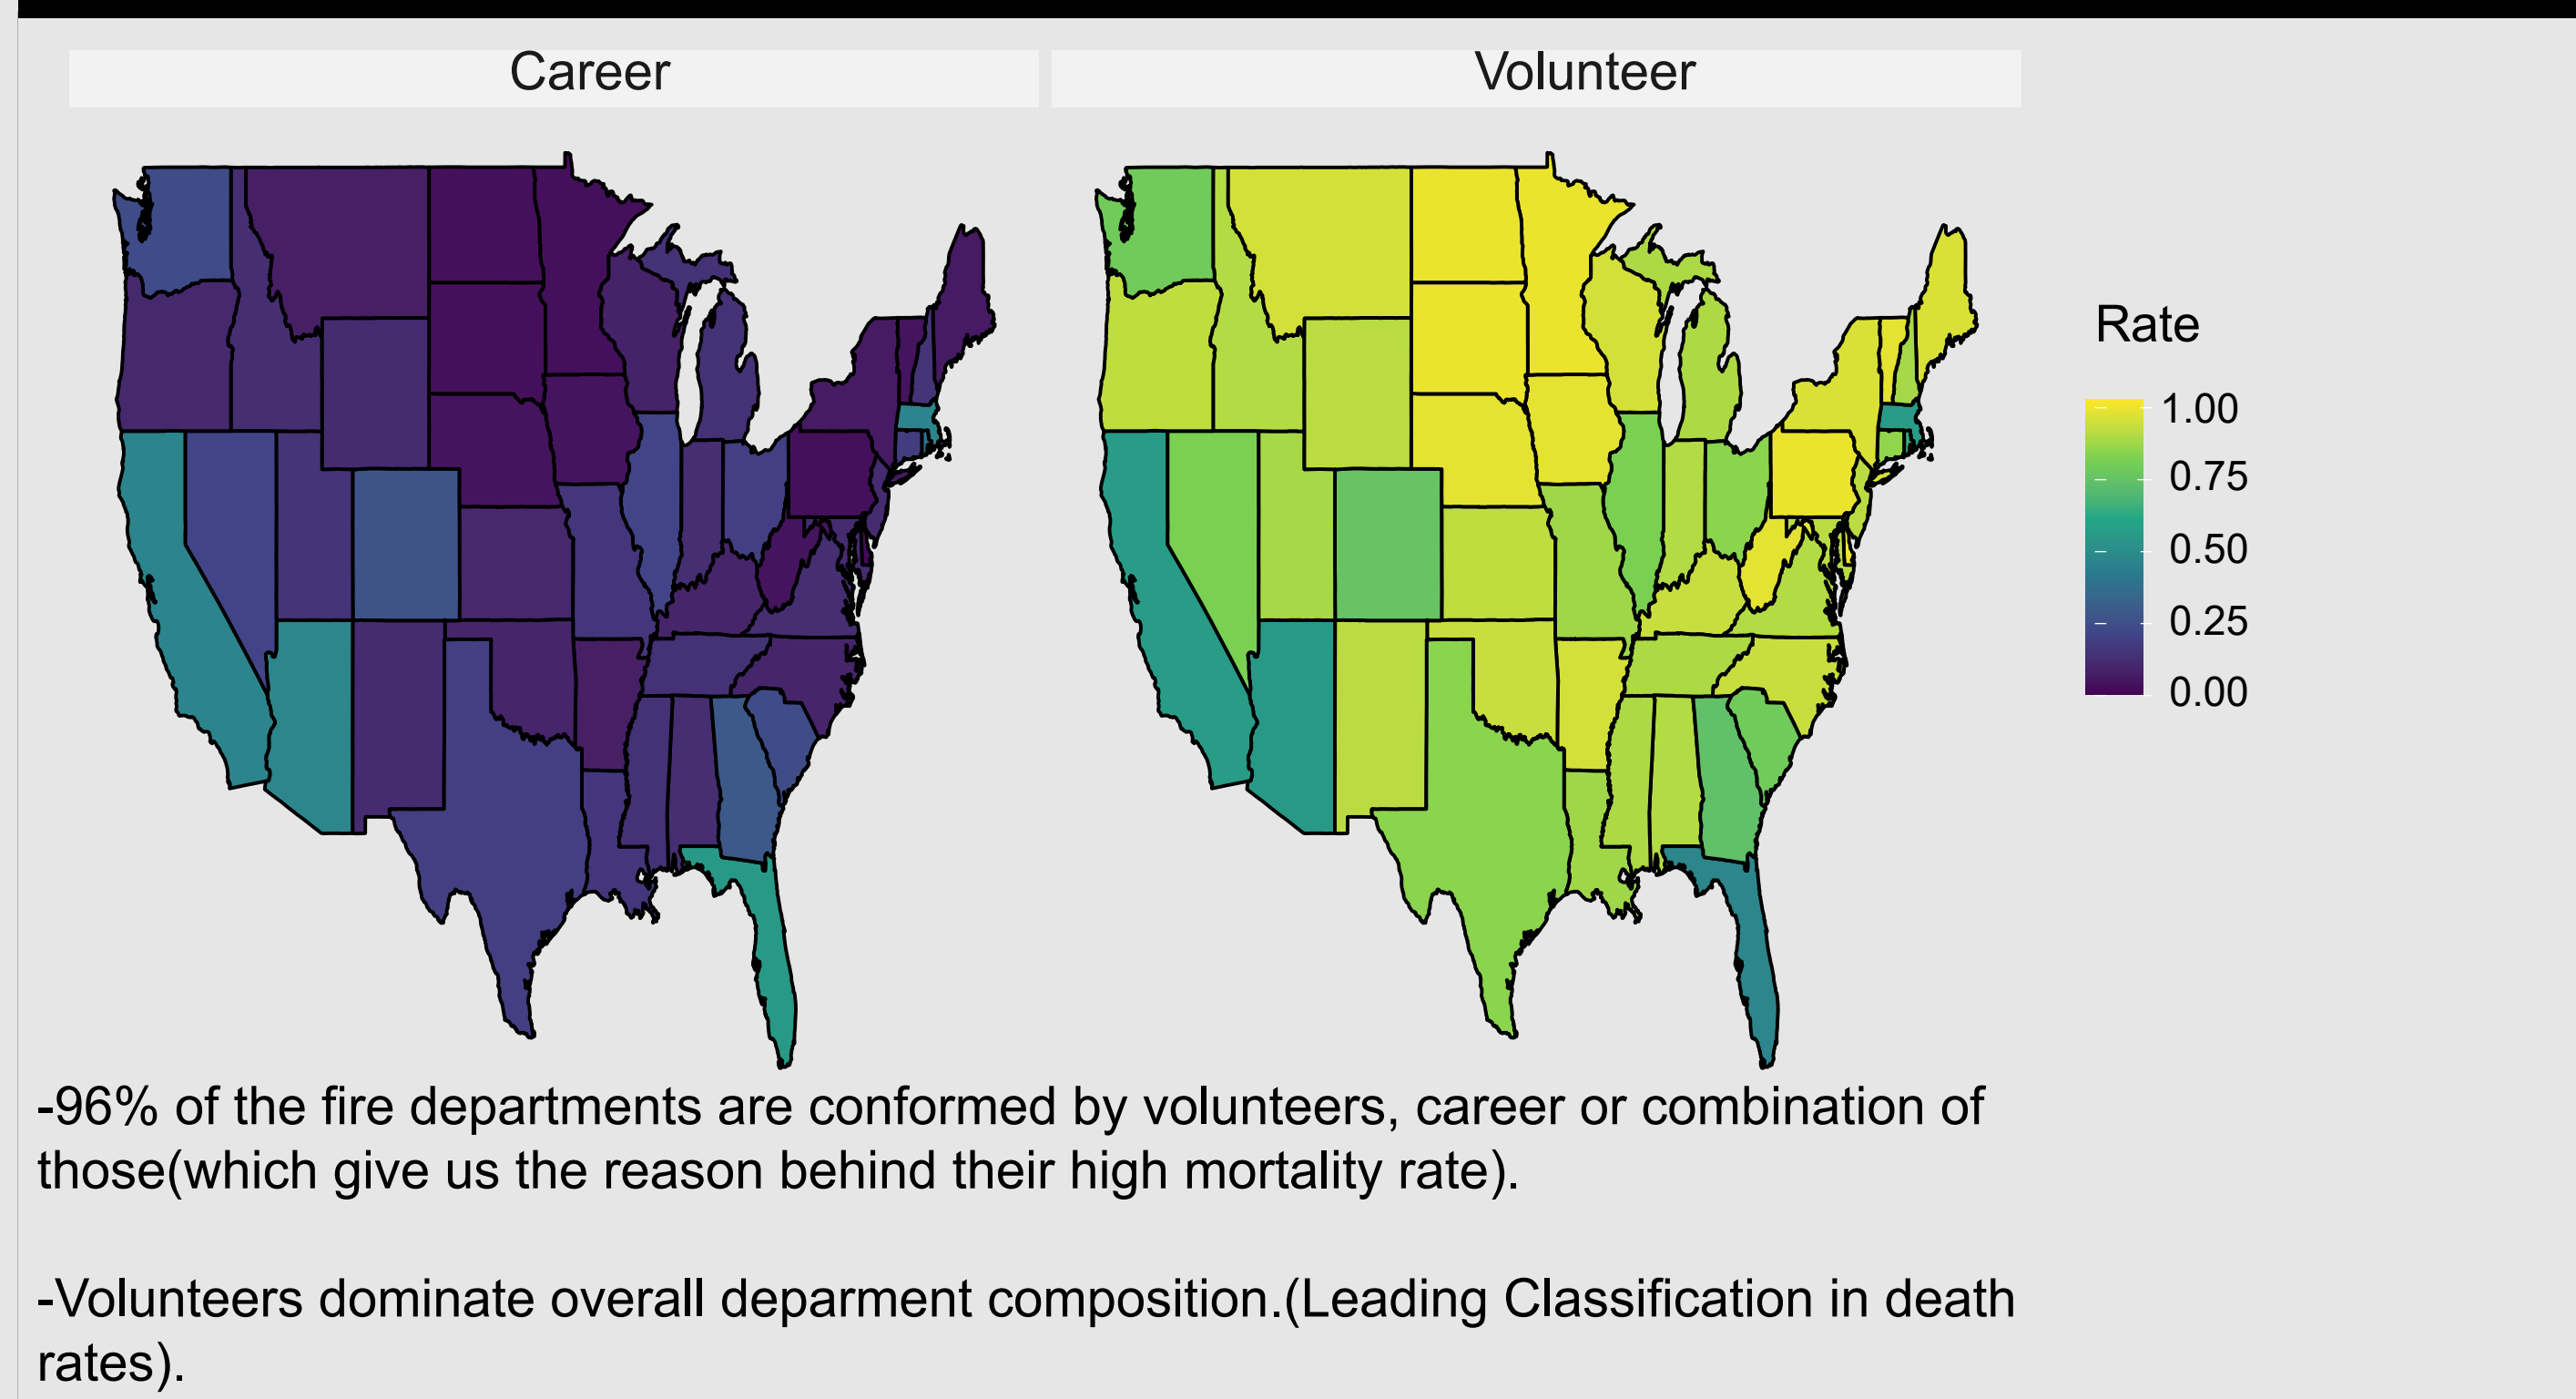 Career
Volunteer
Rate
1.00
0.75
0.50
0.25
0.00
-96% of the fire departments are conformed by volunteers, career or combination of
those(which give us the reason behind their high mortality rate).
-Volunteers dominate overall deparment composition.(Leading Classification in death
rates).